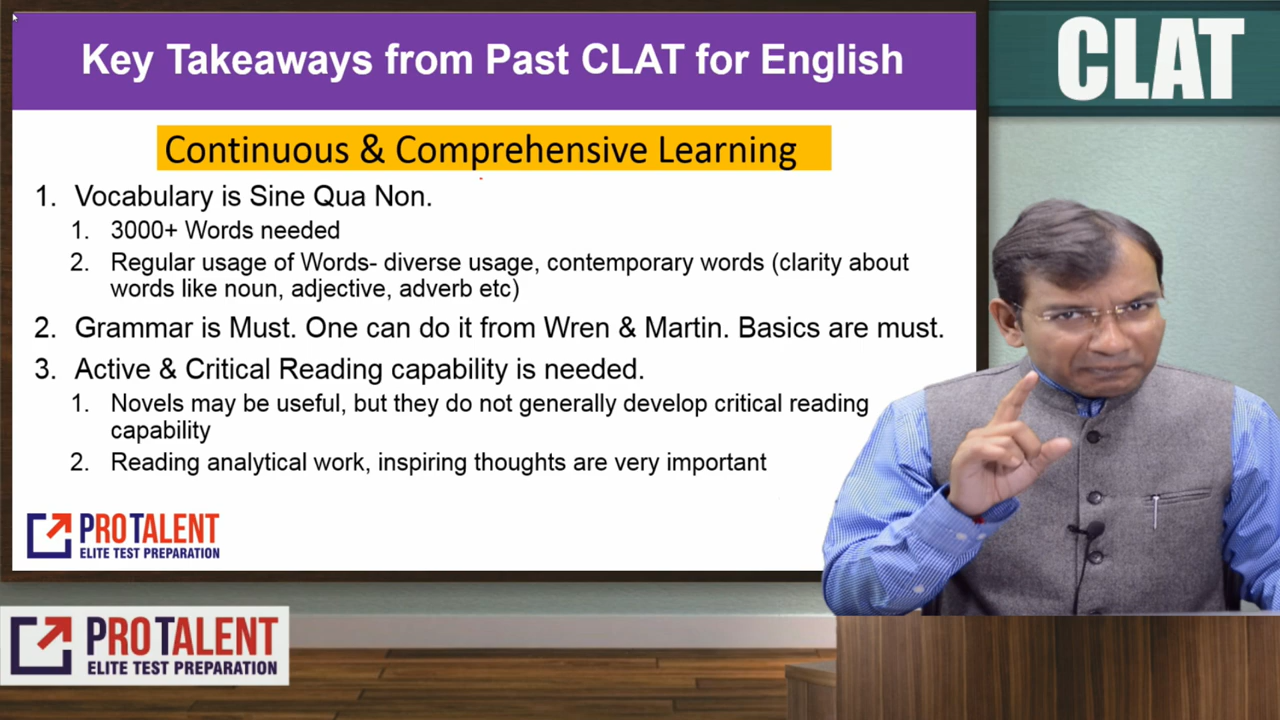 Key Takeaways from Past CLAT for English
CLAT
Continuous & Comprehensive Learning
1. Vocabulary is Sine Qua Non.
1. 3000+ Words needed
2. Regular usage of Words- diverse usage, contemporary words (clarity about
words like noun, adjective, adverb etc)
2. Grammar is Must. One can do it from Wren & Martin. Basics are must.
3. Active & Critical Reading capability is needed.
1. Novels may be useful, but they do not generally develop critical reading
capability
2. Reading analytical work, inspiring thoughts are very important
PROTALENT
ELITE TEST PREPARATION
PROTALENT
ELITE TEST PREPARATION